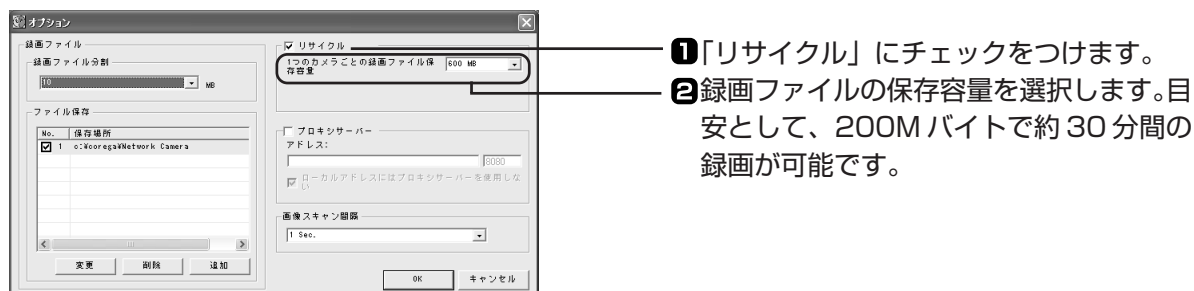 オプション
録画ファイル
録画ファイル分割
10
MB
ファイル保存
No. 保存場所
1 c:¥corega¥Network Camera
変更 削除 追加
リサイクル
1つのカメラごとの録画ファイル保
存容量
600 MB
プロキシサーバー
アドレス:
8080
ローカルアドレスにはプロキシサーバーを使用しな
い
画像スキャン間隔
1 Sec.
OK キャンセル
1「リサイクル」にチェックをつけます。
2録画ファイルの保存容量を選択します。目
安として、200Mバイトで約30分間の
録画が可能です。